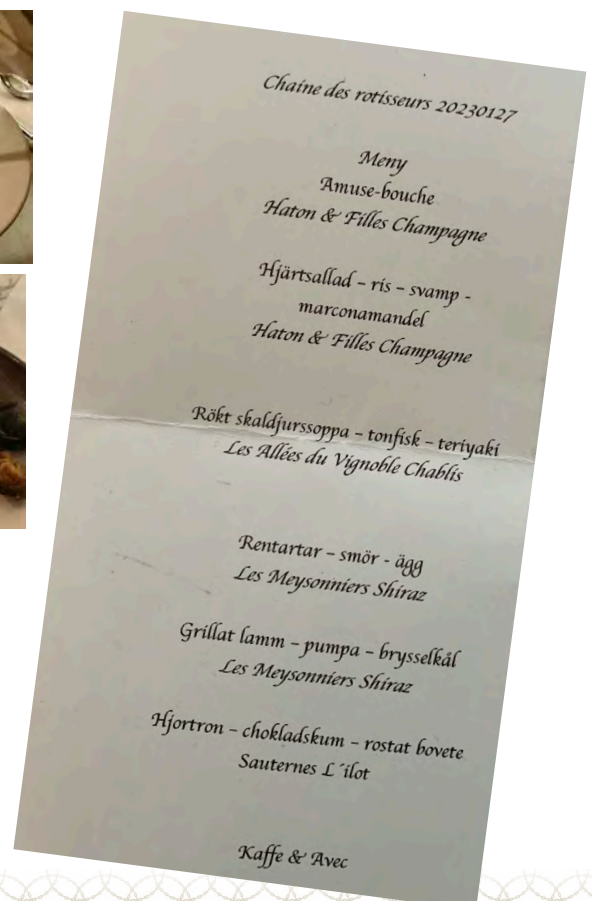 Chaine des rotisseurs 20230127
Meny
Amuse-bouche
Haton & Filles Champagne
Hjärtsallad – ris – svamp -
marconamandel
Haton & Filles Champagne
Rökt skaldjurssoppa – tonfisk – teriyaki
Les Allées du Vignoble Chablis
Rentartar – smör - ägg
Les Meysonniers Shiraz
Grillat lamm – pumpa – brysselkål
Les Meysonniers Shiraz
Hjortron – chokladskum – rostat bovete
Sauternes L´ilot
Kaffe & Avec